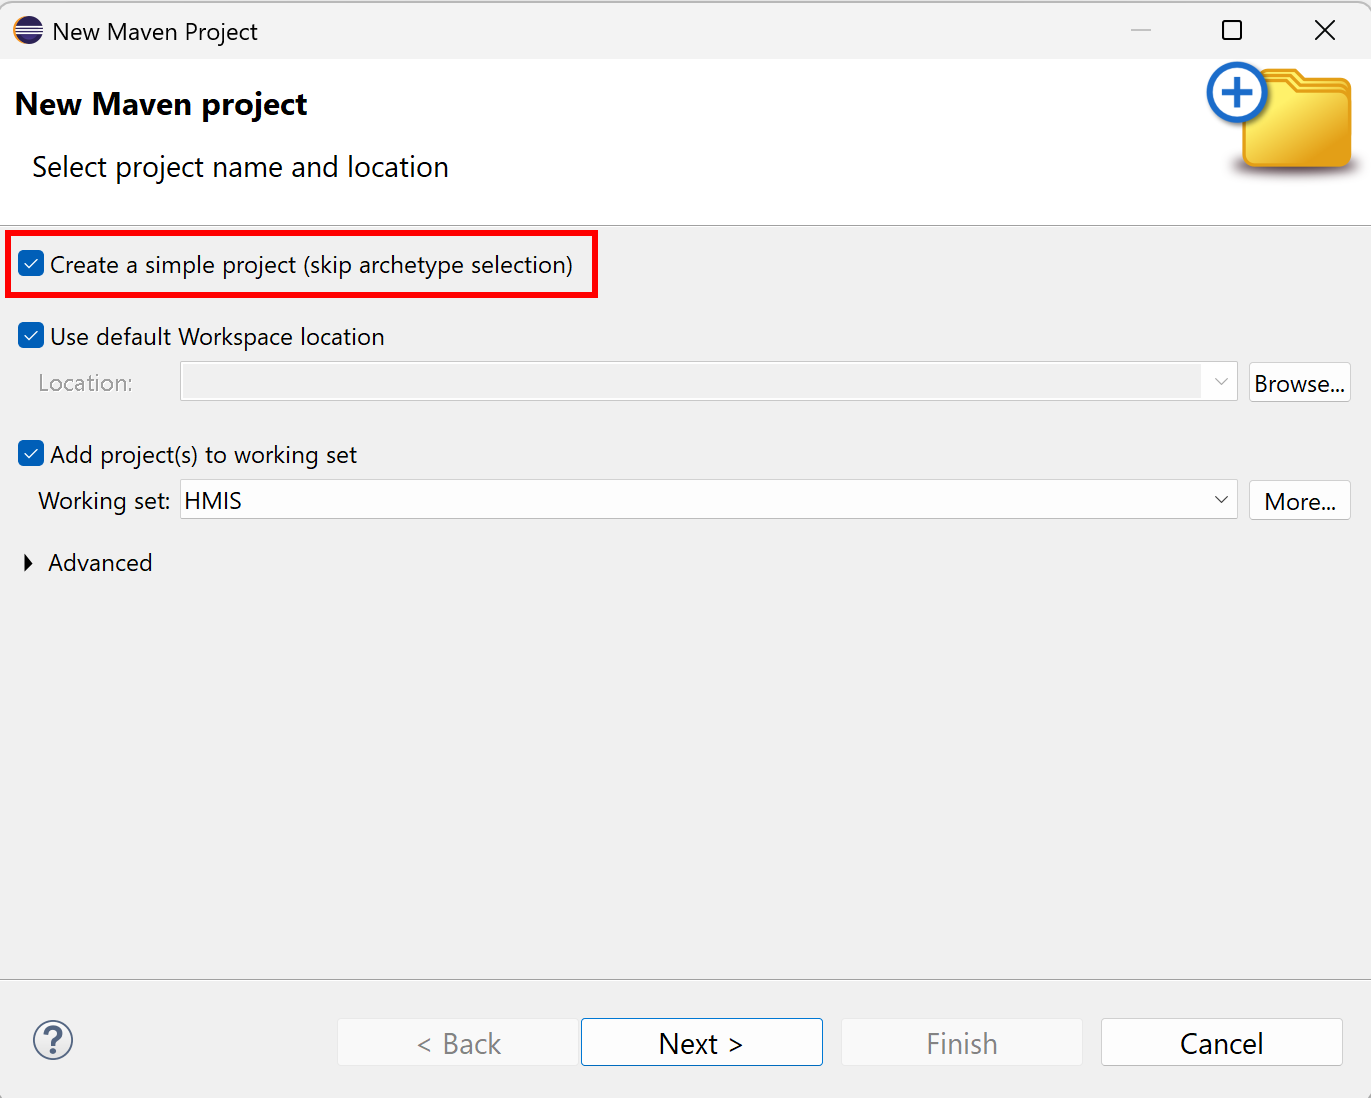 New Maven Project
New Maven project
Select project name and location
Create a simple project (skip archetype selection)
Use default Workspace location
Location:
Browse...
Add project(s) to working set
Working set: HMIS
More...
Advanced
?
< Back
Next >
Finish
Cancel